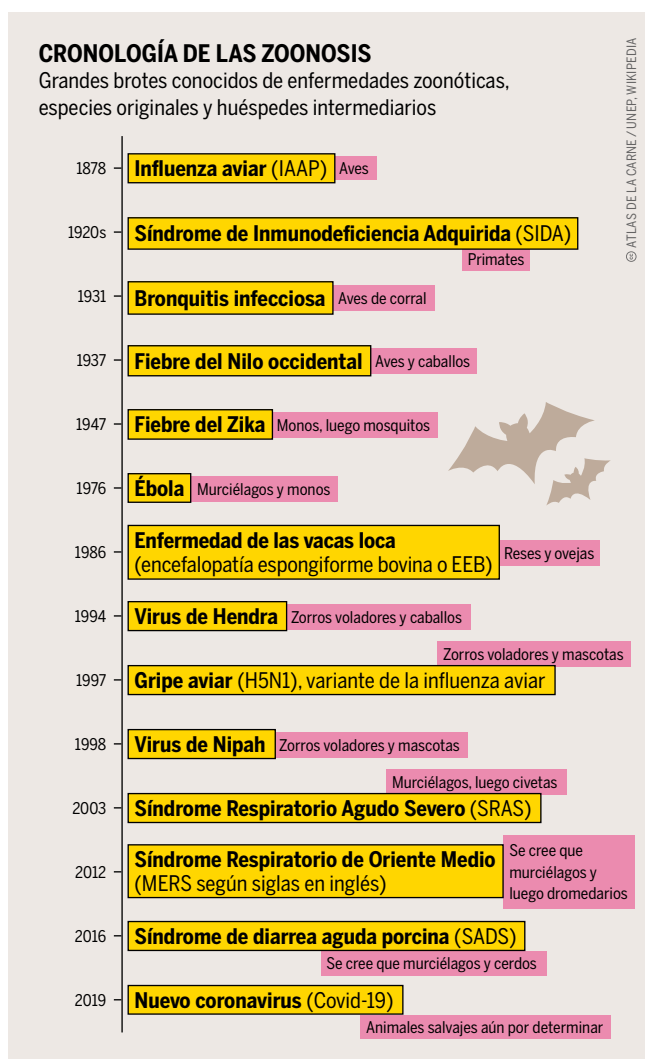 CRONOLOGÍA DE LAS ZOONOSIS
Grandes brotes conocidos de enfermedades zoonóticas,
especies originales y huéspedes intermediarios
© ATLAS DE LA CARNE / UNEP, WIKIPEDIA
1878
Influenza aviar (IAAP)
Aves
1920s
Síndrome de Inmunodeficiencia Adquirida (SIDA)
Primates
1931
Bronquitis infecciosa
Aves de corral
1937
Fiebre del Nilo occidental
Aves y caballos
1947
Fiebre del Zika
Monos, luego mosquitos
1976
Ébola
Murciélagos y monos
1986
Enfermedad de las vacas loca
(encefalopatía espongiforme bovina o EEB)
Reses y ovejas
1994
Virus de Hendra
Zorros voladores y caballos
Zorros voladores y mascotas
1997
Gripe aviar (H5N1), variante de la influenza aviar
1998
Virus de Nipah
Zorros voladores y mascotas
Murciélagos, luego civetas
2003
Síndrome Respiratorio Agudo Severo (SRAS)
2012
Síndrome Respiratorio de Oriente Medio
(MERS según siglas en inglés)
Se cree que
murciélagos y
luego dromedarios
2016
Síndrome de diarrea aguda porcina (SADS)
Se cree que murciélagos y cerdos
2019
Nuevo coronavirus (Covid-19)
Animales salvajes aún por determinar